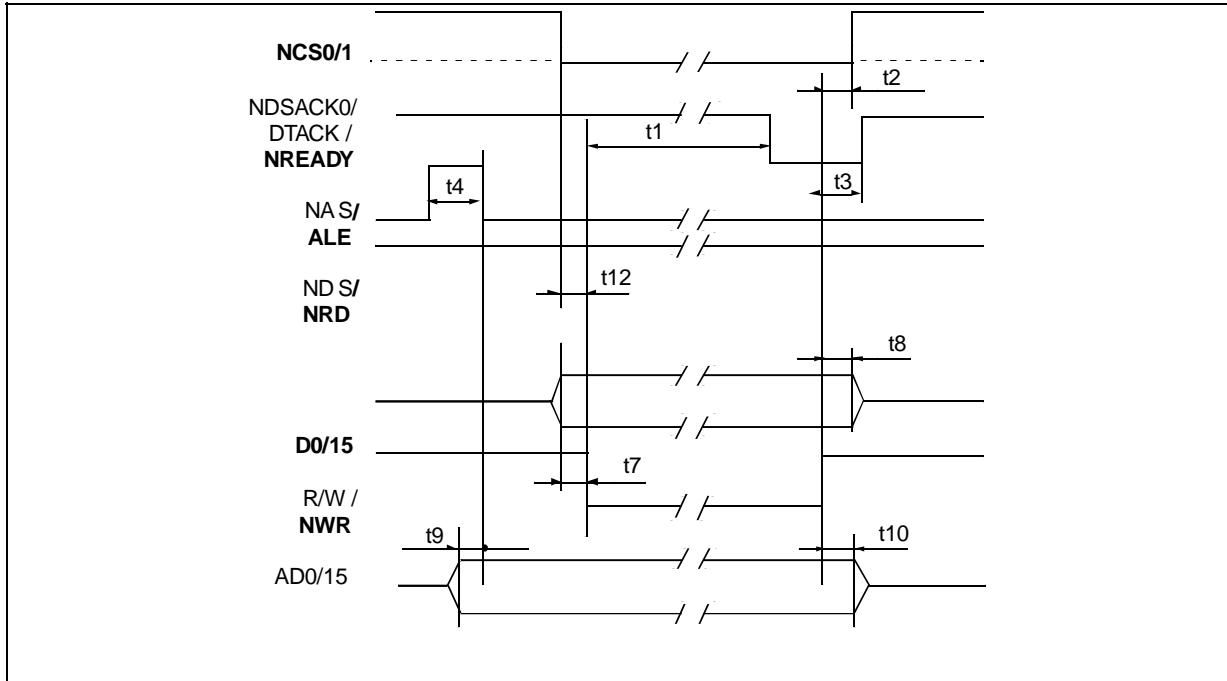 NCS0/1
t2
NDSACK0/
DTACK /
NREADY
t1
t3
t4
NA S/
ALE
t12
ND S/
NRD
t8
D0/15
t7
R/W /
NWR
t9
t10
AD0/15